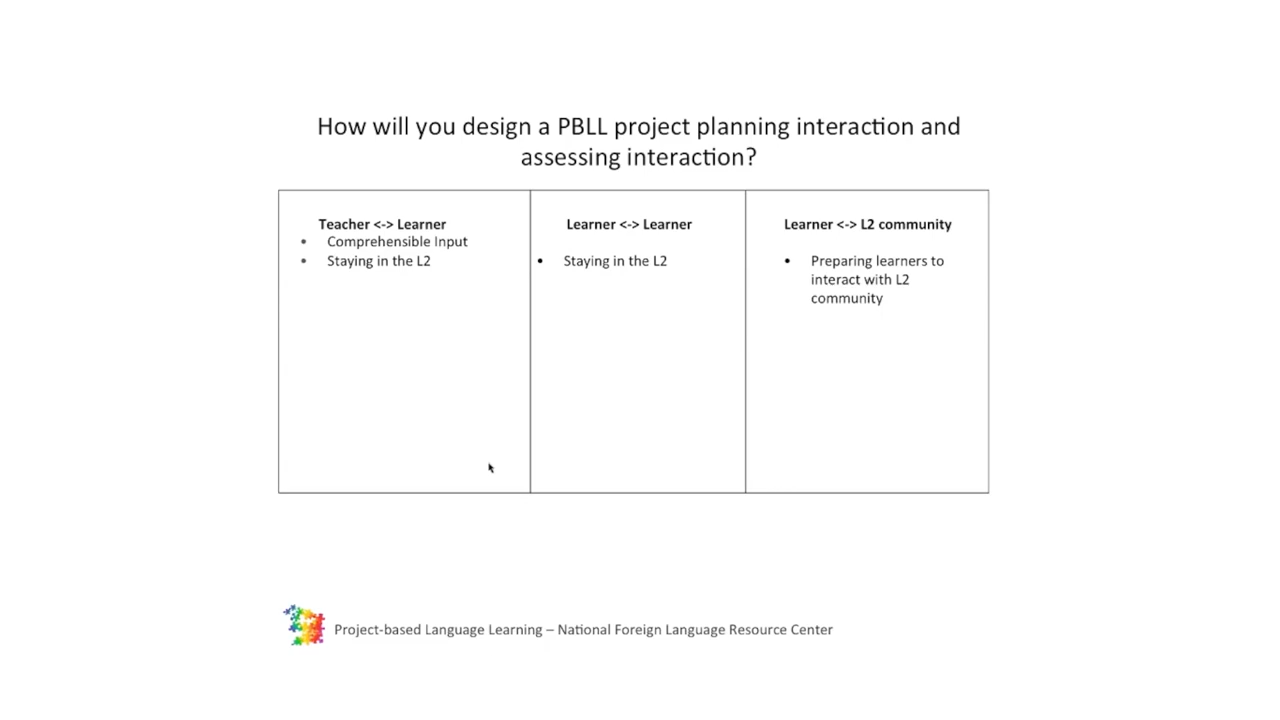 How will you design a PBLL project planning interaction and
assessing interaction?
Teacher <-> Learner
• Comprehensible Input
• Staying in the L2
Learner <-> Learner
• Staying in the L2
Learner <-> L2 community
• Preparing learners to
interact with L2
community
Project-based Language Learning – National Foreign Language Resource Center